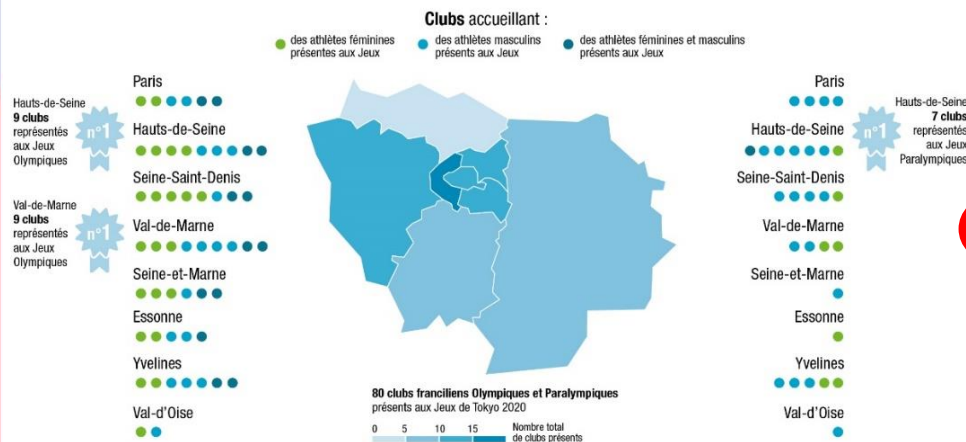 Clubs accueillant :
des athlètes féminines
présentes aux Jeux
des athlètes masculins
présents aux Jeux
des athlètes féminines et masculins
présents aux Jeux
Hauts-de-Seine
9 clubs
représentés
aux Jeux
Olympiques
n°1
Val-de-Marne
9 clubs
représentés
aux Jeux
Olympiques
n°1
Paris
Hauts-de-Seine
Seine-Saint-Denis
Val-de-Marne
Seine-et-Marne
Essonne
Yvelines
Val-d'Oise
80 clubs franciliens Olympiques et Paralympiques
présents aux Jeux de Tokyo 2020
0 5 10 15
Nombre total
de clubs présents
Paris
Hauts-de-Seine
Seine-Saint-Denis
Val-de-Marne
Seine-et-Marne
Essonne
Yvelines
Val-d'Oise
n°1
Hauts-de-Seine
7 clubs
représentés
aux Jeux
Paralympiques